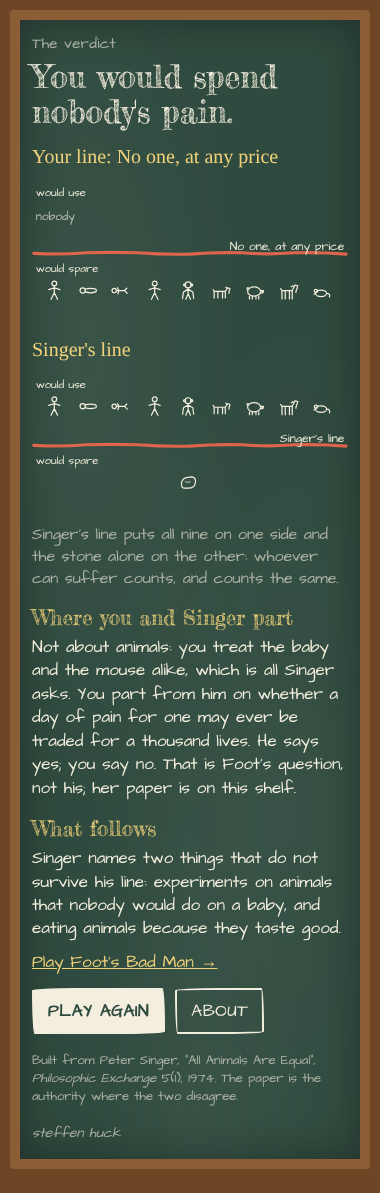 The verdict
You would spend
nobody's pain.
Your line: No one, at any price
would use
nobody
No one, at any price
would spare
Singer's line
would use
Singer's line
would spare
Singer's line puts all nine on one side and
the stone alone on the other: whoever
can suffer counts, and counts the same.
Where you and Singer part
Not about animals: you treat the baby
and the mouse alike, which is all Singer
asks. You part from him on whether a
day of pain for one may ever be
traded for a thousand lives. He says
yes; you say no. That is Foot's question,
not his; her paper is on this shelf.
What follows
Singer names two things that do not
survive his line: experiments on animals
that nobody would do on a baby, and
eating animals because they taste good.
Play Foot's Bad Man →
PLAY AGAIN
ABOUT
Built from Peter Singer, "All Animals Are Equal",
Philosophic Exchange 5(1), 1974. The paper is the
authority where the two disagree.
steffen huck